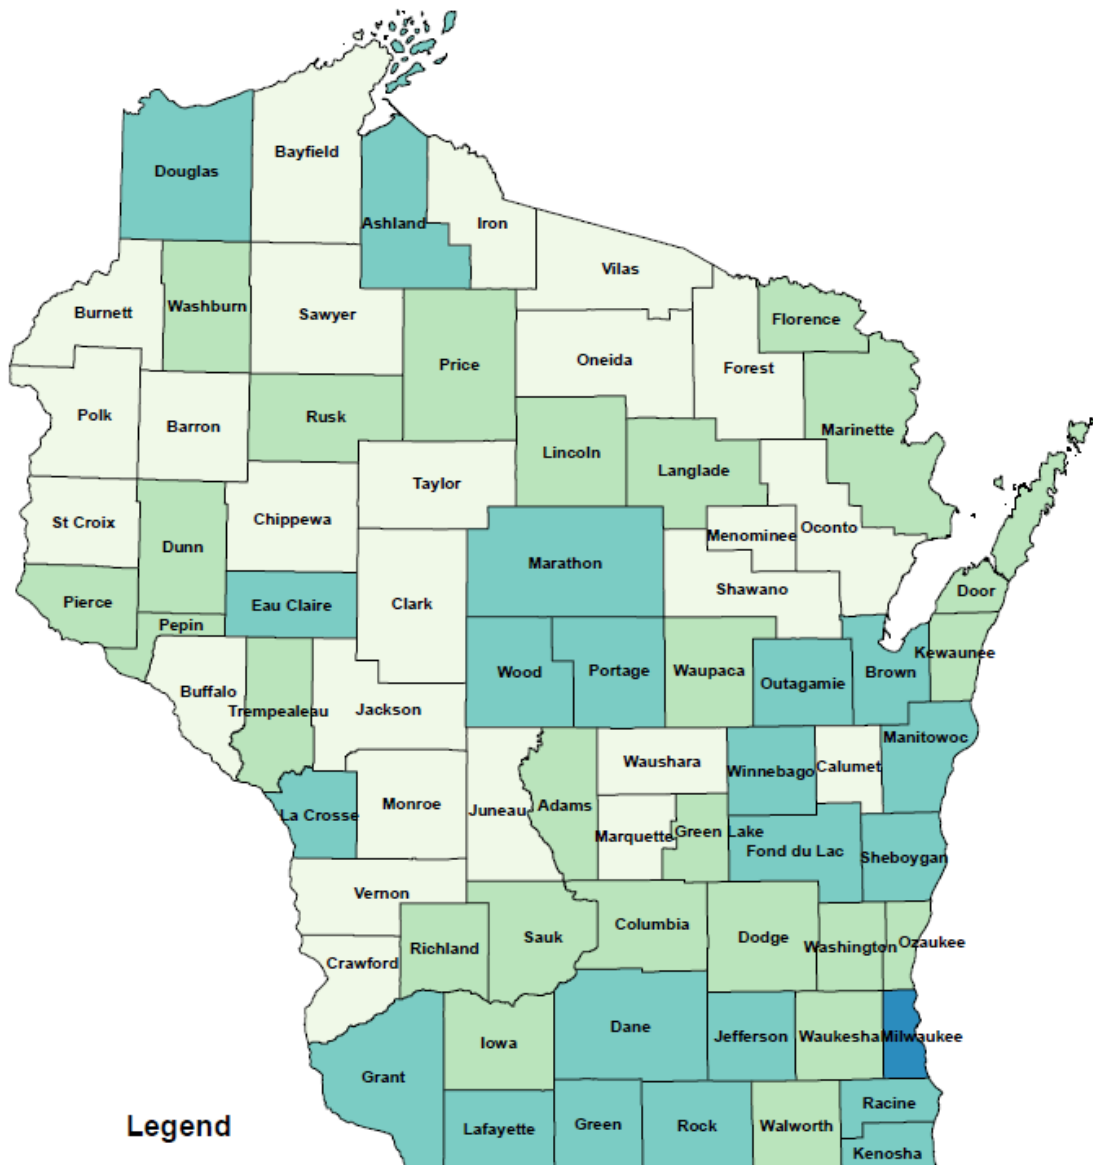 Bayfield
Douglas
Ashland
Iron
Vilas
Burnett
Washburn
Sawyer
Florence
Price
Oneida
Forest
Polk
Barron
Rusk
Marinette
Lincoln
Langlade
Taylor
St Croix
Chippewa
Menominee
Oconto
Dunn
Marathon
Shawano
Pierce
Eau Claire
Clark
Door
Pepin
Kewaunee
Wood
Portage
Waupaca
Outagamie
Brown
Buffalo
Trempealeau
Jackson
Manitowoc
Waushara
Winnebago
Calumet
La Crosse
Monroe
Juneau
Adams
Marquette
Green Lake
Fond du Lac
Sheboygan
Vernon
Columbia
Richland
Sauk
Dodge
Washington
Ozaukee
Crawford
Dane
Jefferson
Waukesha
Milwaukee
Iowa
Grant
Racine
Legend
Lafayette
Green
Rock
Walworth
Kenosha